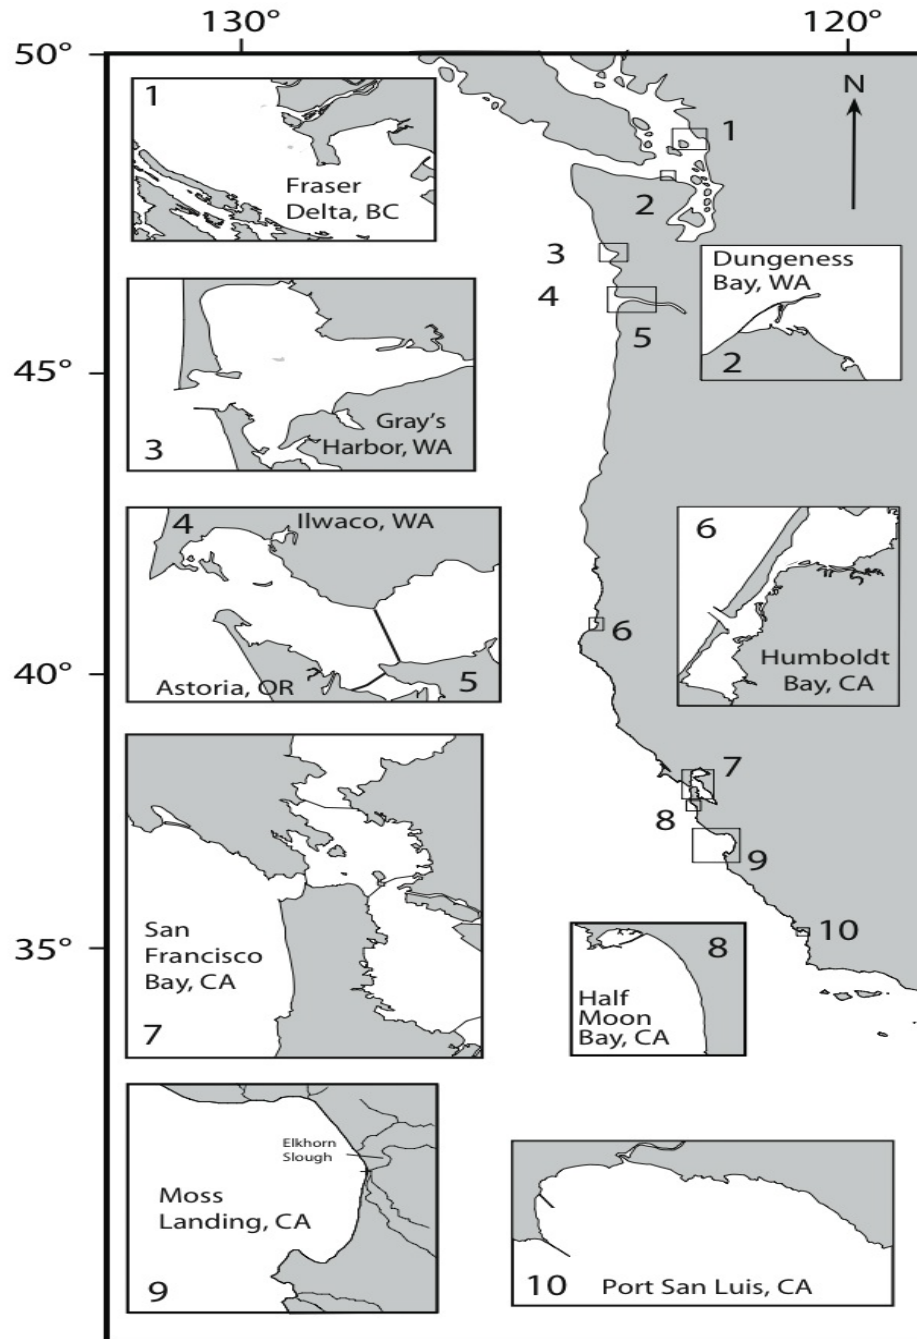 130°
120°
50°
45°
40°
35°
N
1
2
3
4
5
6
7
8
9
10
1
Fraser
Delta, BC
Dungeness
Bay, WA
2
Gray's
Harbor, WA
3
4
Ilwaco, WA
Astoria, OR
5
6
Humboldt
Bay, CA
San
Francisco
Bay, CA
7
8
Half
Moon
Bay, CA
Elkhorn
Slough
Moss
Landing, CA
9
10
Port San Luis, CA